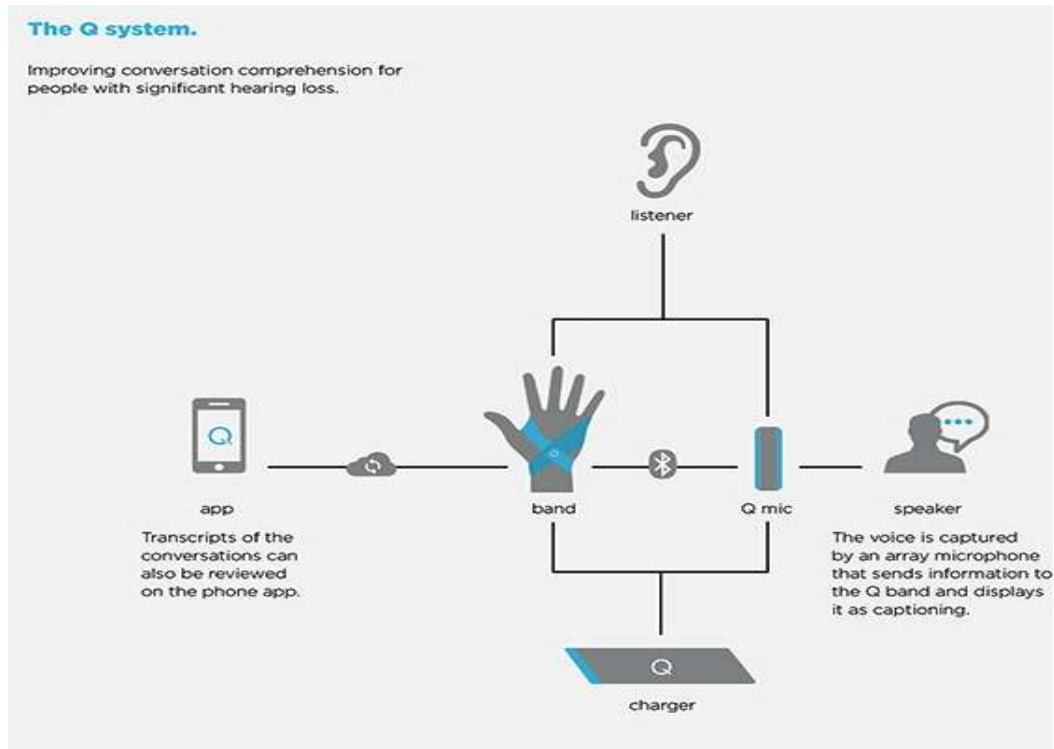 The Q system.
Improving conversation comprehension for
people with significant hearing loss.
listener
Q
Q
app
band
Q mic
speaker
Transcripts of the
conversations can
also be reviewed
on the phone app.
The voice is captured
by an array microphone
that sends information to
the Q band and displays
it as captioning.
Q
charger